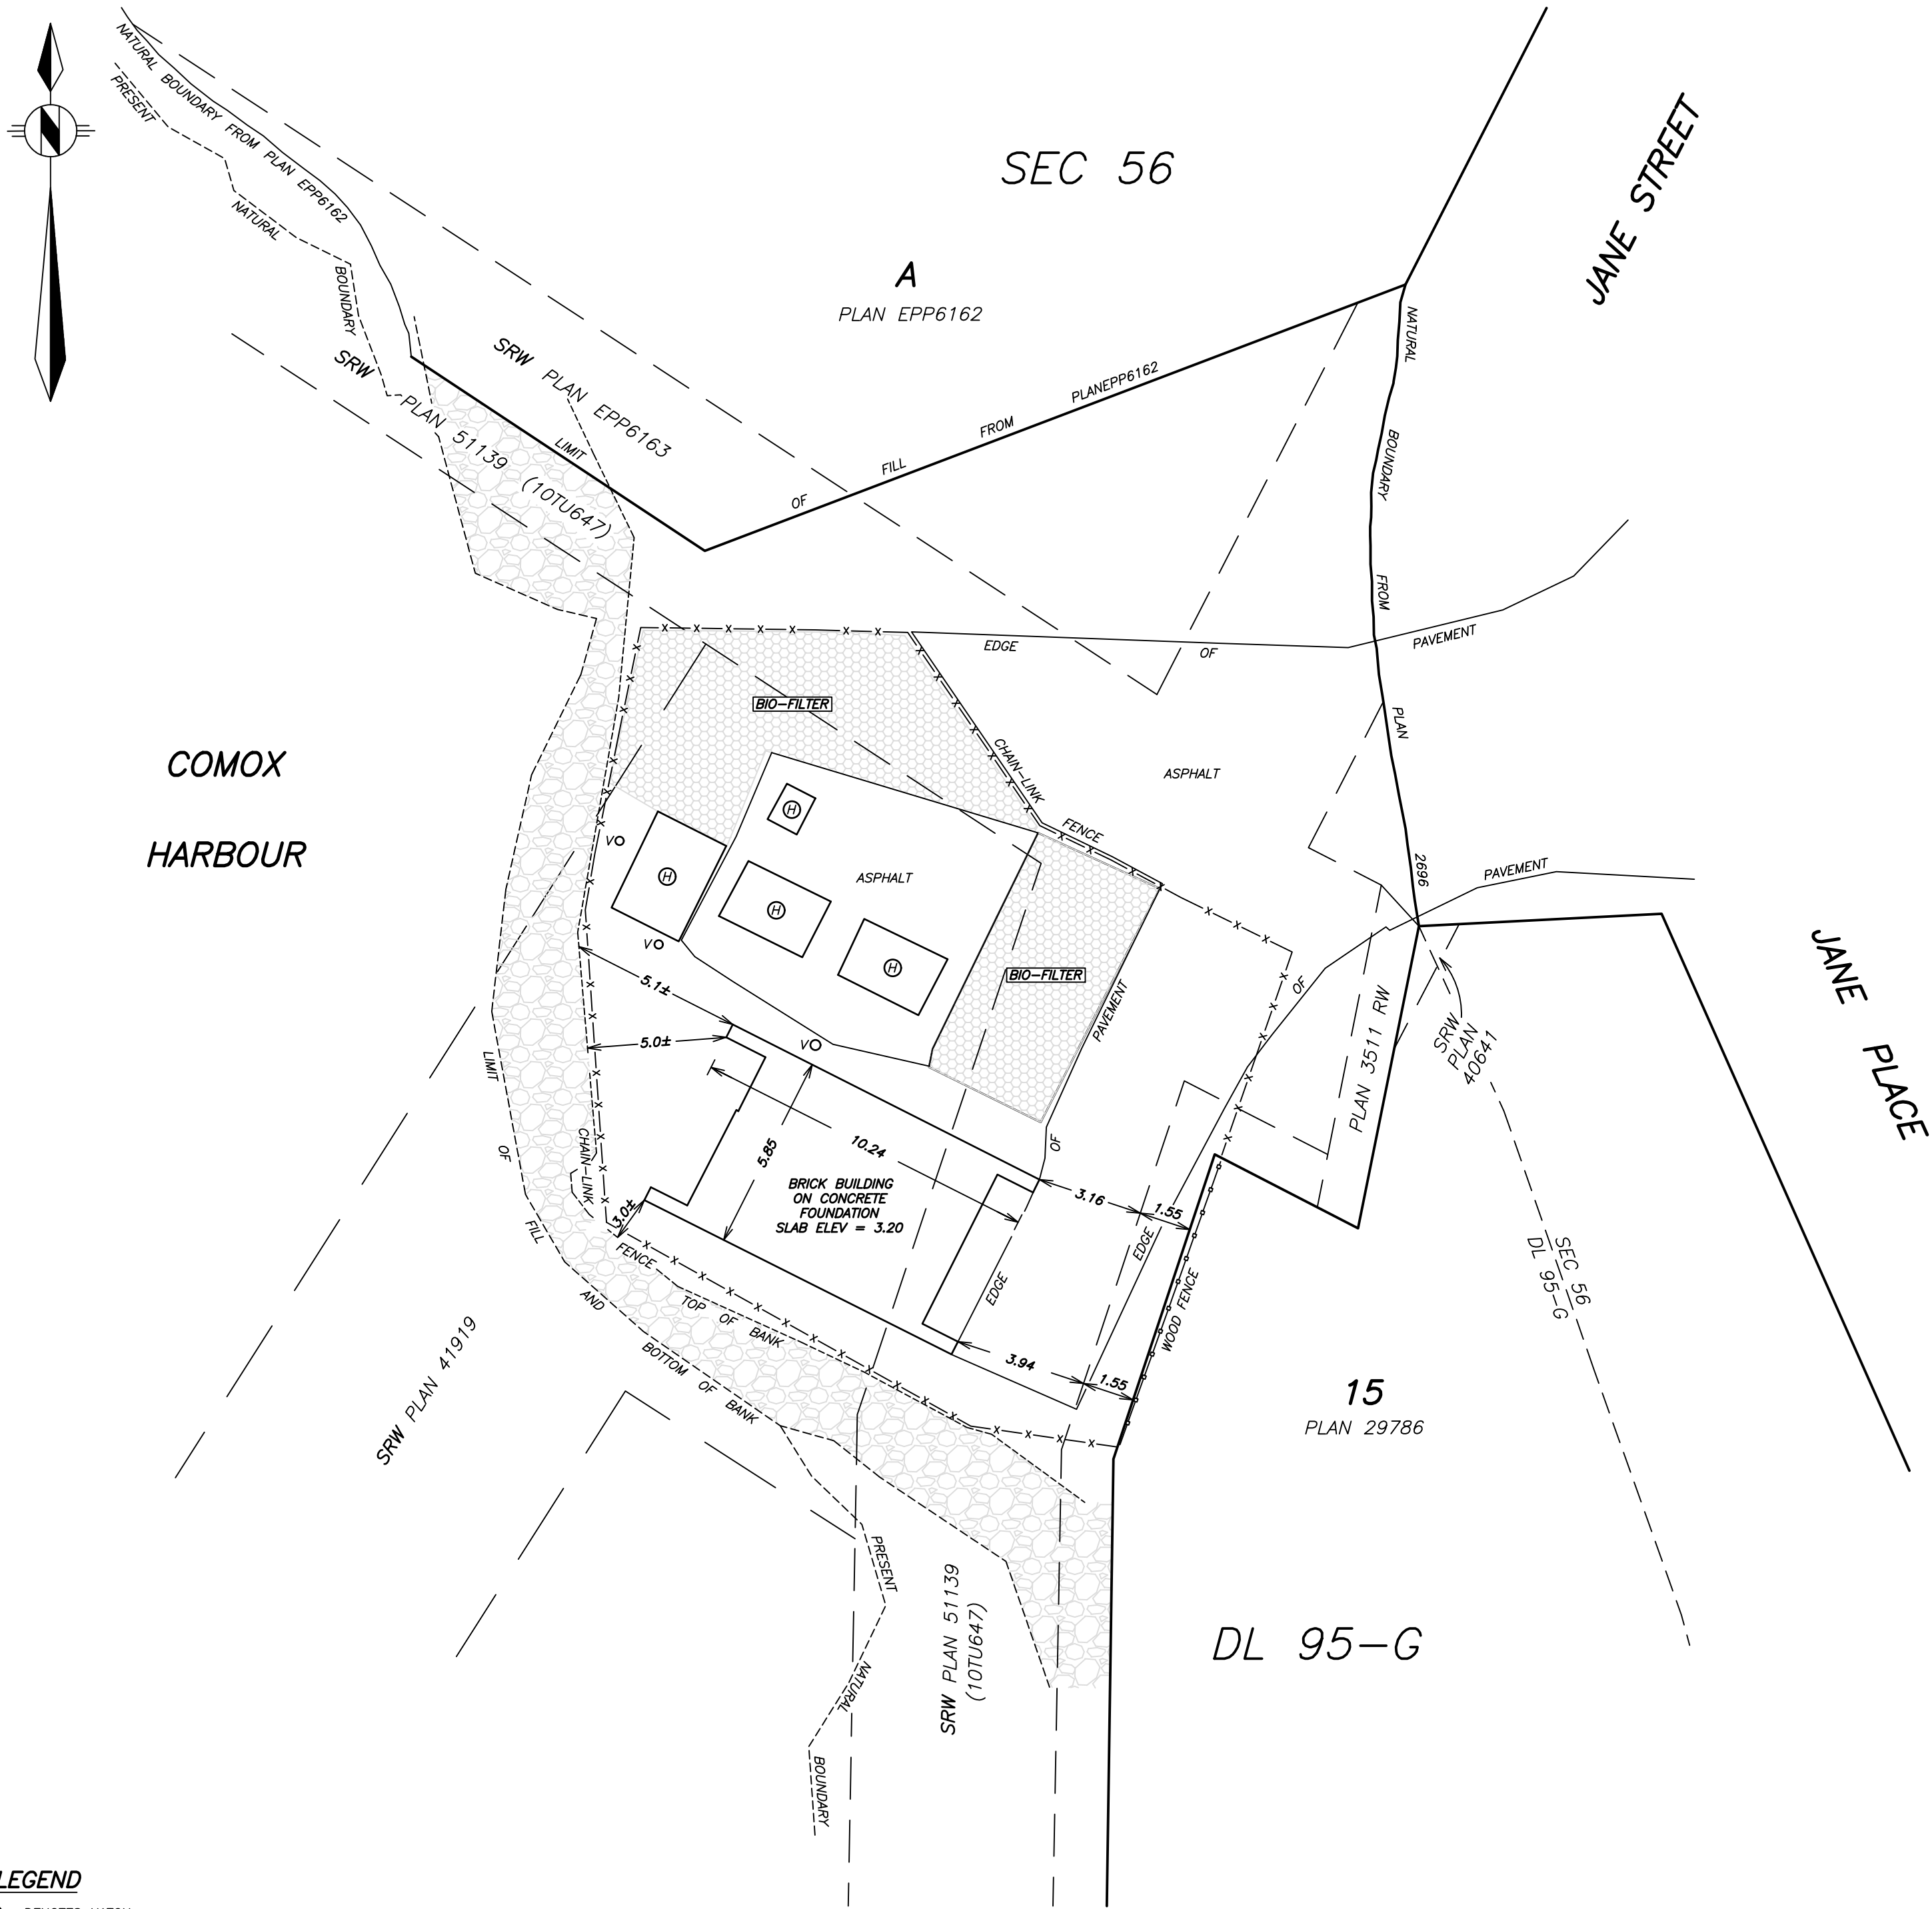 N
NATURAL BOUNDARY FROM PLAN EPP6162
PRESENT
NATURAL
BOUNDARY
SEC 56
A
PLAN EPP6162
JANE STREET
SRW
PLAN 51139
(10TU647)
SRW PLAN EPP6163
LIMIT
OF
FILL
FROM
PLANEPP6162
NATURAL
BOUNDARY
FROM
PLAN
2696
EDGE
OF
PAVEMENT
BIO-FILTER
CHAIN-LINK
FENCE
ASPHALT
COMOX
HARBOUR
V
H
H
H
H
ASPHALT
V
V
BIO-FILTER
PAVEMENT
OF
EDGE
PAVEMENT
OF
EDGE
JANE PLACE
PLAN 3511 RW
SRW
PLAN
40641
5.1±
5.0±
3.0±
5.85
10.24
BRICK BUILDING
ON CONCRETE
FOUNDATION
SLAB ELEV = 3.20
3.16
1.55
3.94
1.55
WOOD FENCE
CHAIN-LINK
FENCE
TOP OF BANK
LIMIT
OF
FILL
AND
BOTTOM OF BANK
SEC 56
DL 95-G
SRW PLAN 41919
15
PLAN 29786
PRESENT
NATURAL
BOUNDARY
SRW PLAN 51139
(10TU647)
DL 95-G
LEGEND